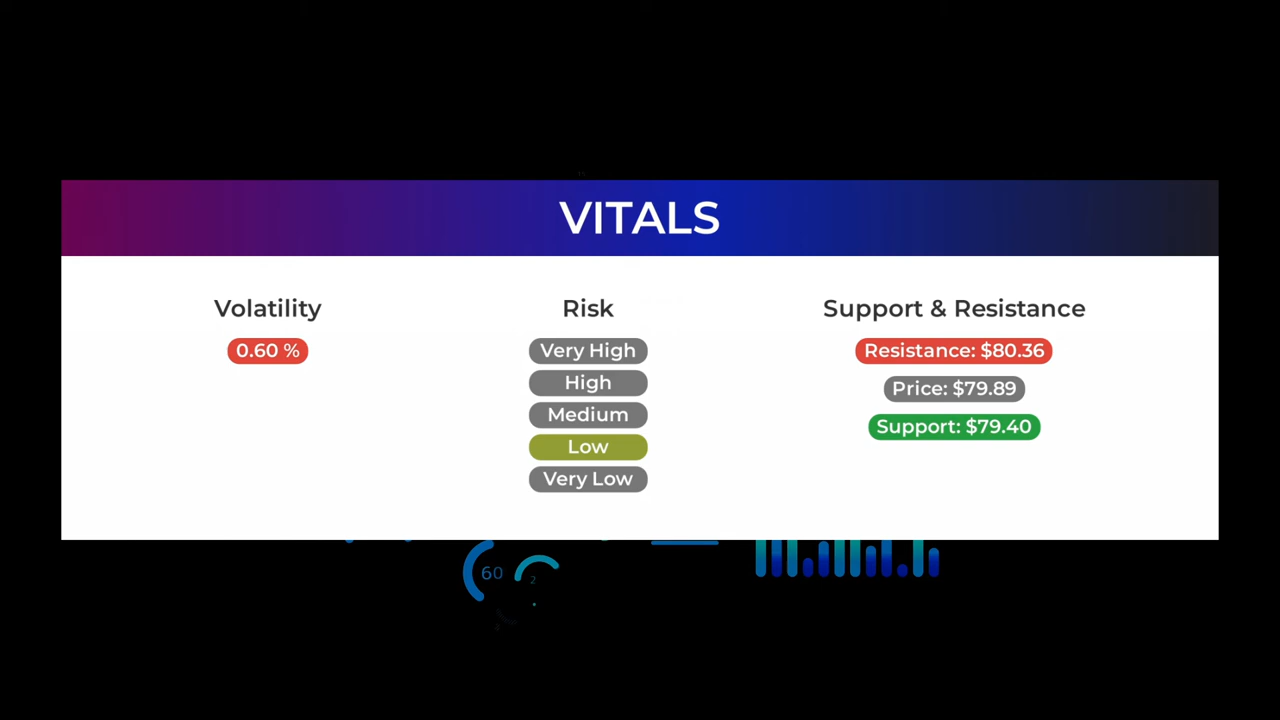 VITALS
Volatility
0.60 %
Risk
Very High
High
Medium
Low
Very Low
Support & Resistance
Resistance: $80.36
Price: $79.89
Support: $79.40
60
2